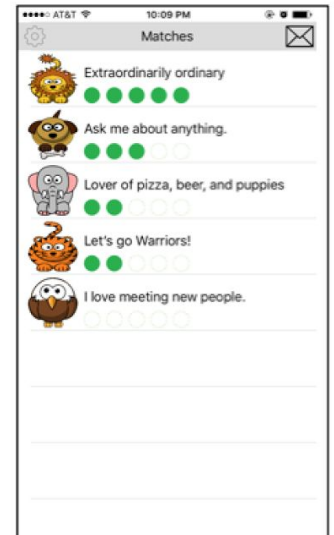 AT&T 10:09 PM
Matches
Extraordinarily ordinary
Ask me about anything.
Lover of pizza, beer, and puppies
Let's go Warriors!
I love meeting new people.